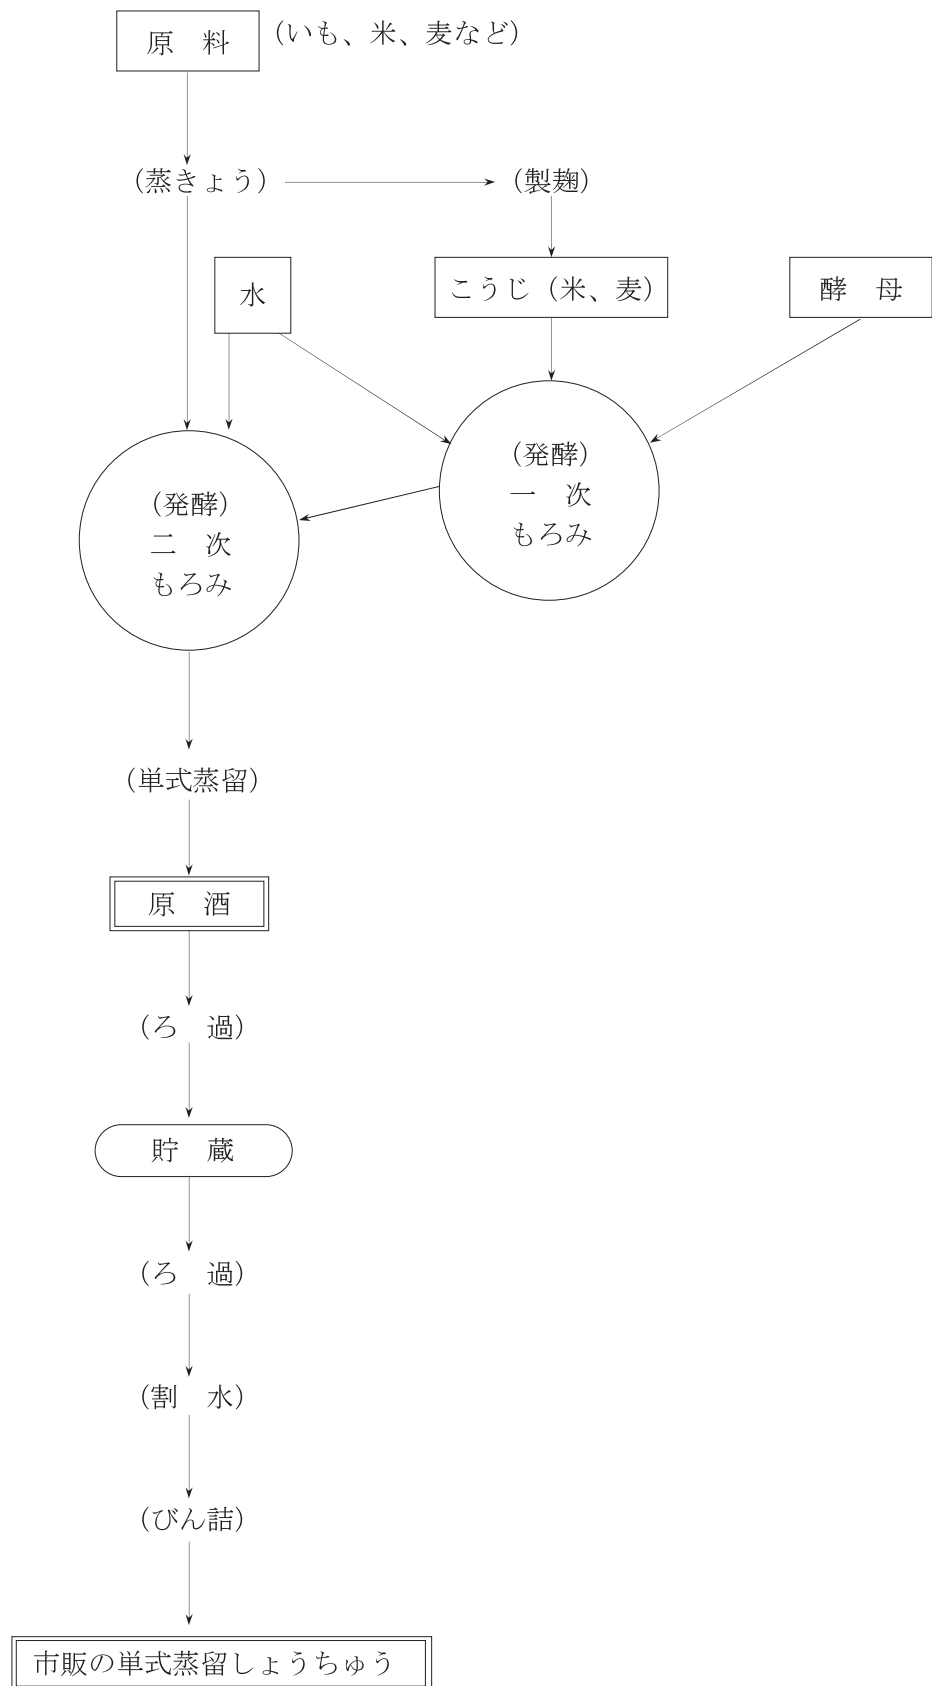 原　料　（いも、米、麦など）
（蒸きょう）　（製麹）
水　こうじ（米、麦）　酵　母
（発酵）
一　次
もろみ
（発酵）
二　次
もろみ
（単式蒸留）
原　酒
（ろ　過）
貯　蔵
（ろ　過）
（割　水）
（びん詰）
市販の単式蒸留しょうちゅう